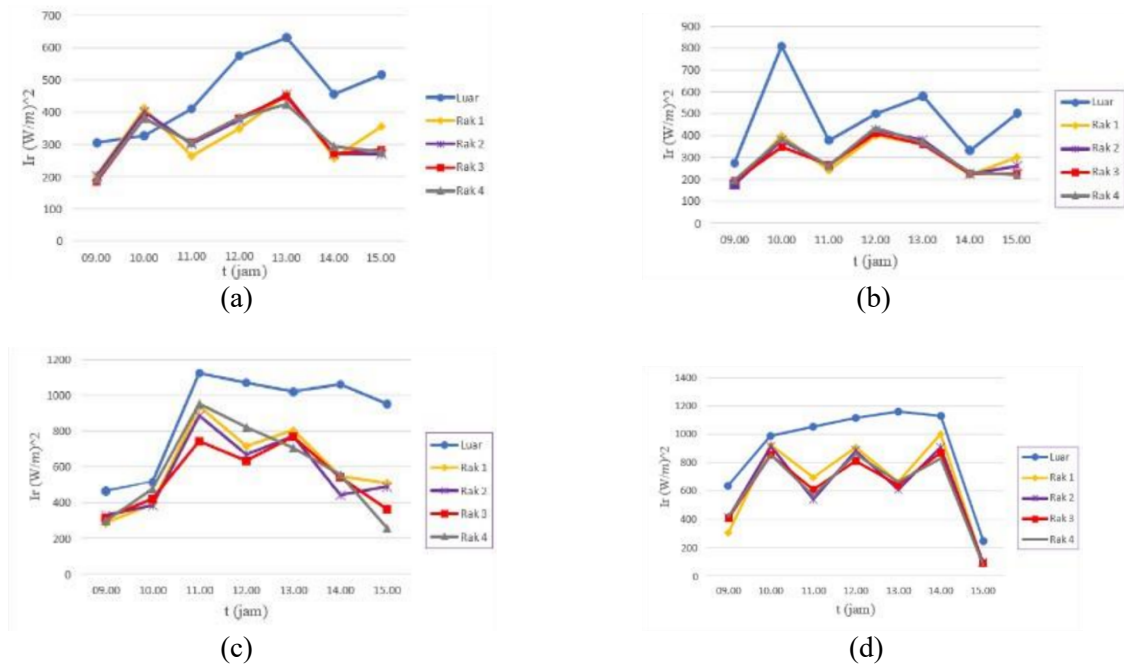 700
600
500
400
300
200
100
0
Ir (W/m)^2
09.00 10.00 11.00 12.00 13.00 14.00 15.00
t (jam)
Luar
Rak 1
Rak 2
Rak 3
Rak 4
(a)
900
800
700
600
500
400
300
200
100
0
Ir (W/m)^2
09.00 10.00 11.00 12.00 13.00 14.00 15.00
t (jam)
Luar
Rak 1
Rak 2
Rak 3
Rak 4
(b)
1200
1000
800
600
400
200
0
Ir (W/m)^2
09.00 10.00 11.00 12.00 13.00 14.00 15.00
t (jam)
Luar
Rak 1
Rak 2
Rak 3
Rak 4
(c)
1400
1200
1000
800
600
400
200
0
Ir (W/m)^2
09.00 10.00 11.00 12.00 13.00 14.00 15.00
t (jam)
Luar
Rak 1
Rak 2
Rak 3
Rak 4
(d)